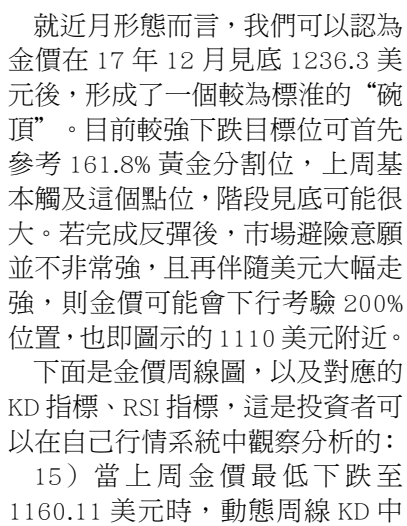 就近月形態而言，我們可以認為
金價在 17 年 12 月見底 1236.3 美
元後，形成了一個較為標准的“碗
頂”。目前較強下跌目標位可首先
參考 161.8% 黃金分割位，上周基
本觸及這個點位，階段見底可能很
大。若完成反彈後，市場避險意願
並不非常強，且再伴隨美元大幅走
強，則金價可能會下行考驗 200%
位置，也即圖示的 1110 美元附近。
下面是金價周線圖，以及對應的
KD 指標、RSI 指標，這是投資者可
以在自己行情系統中觀察分析的：
15）當上周金價最低下跌至
1160.11 美元時，動態周線 KD 中